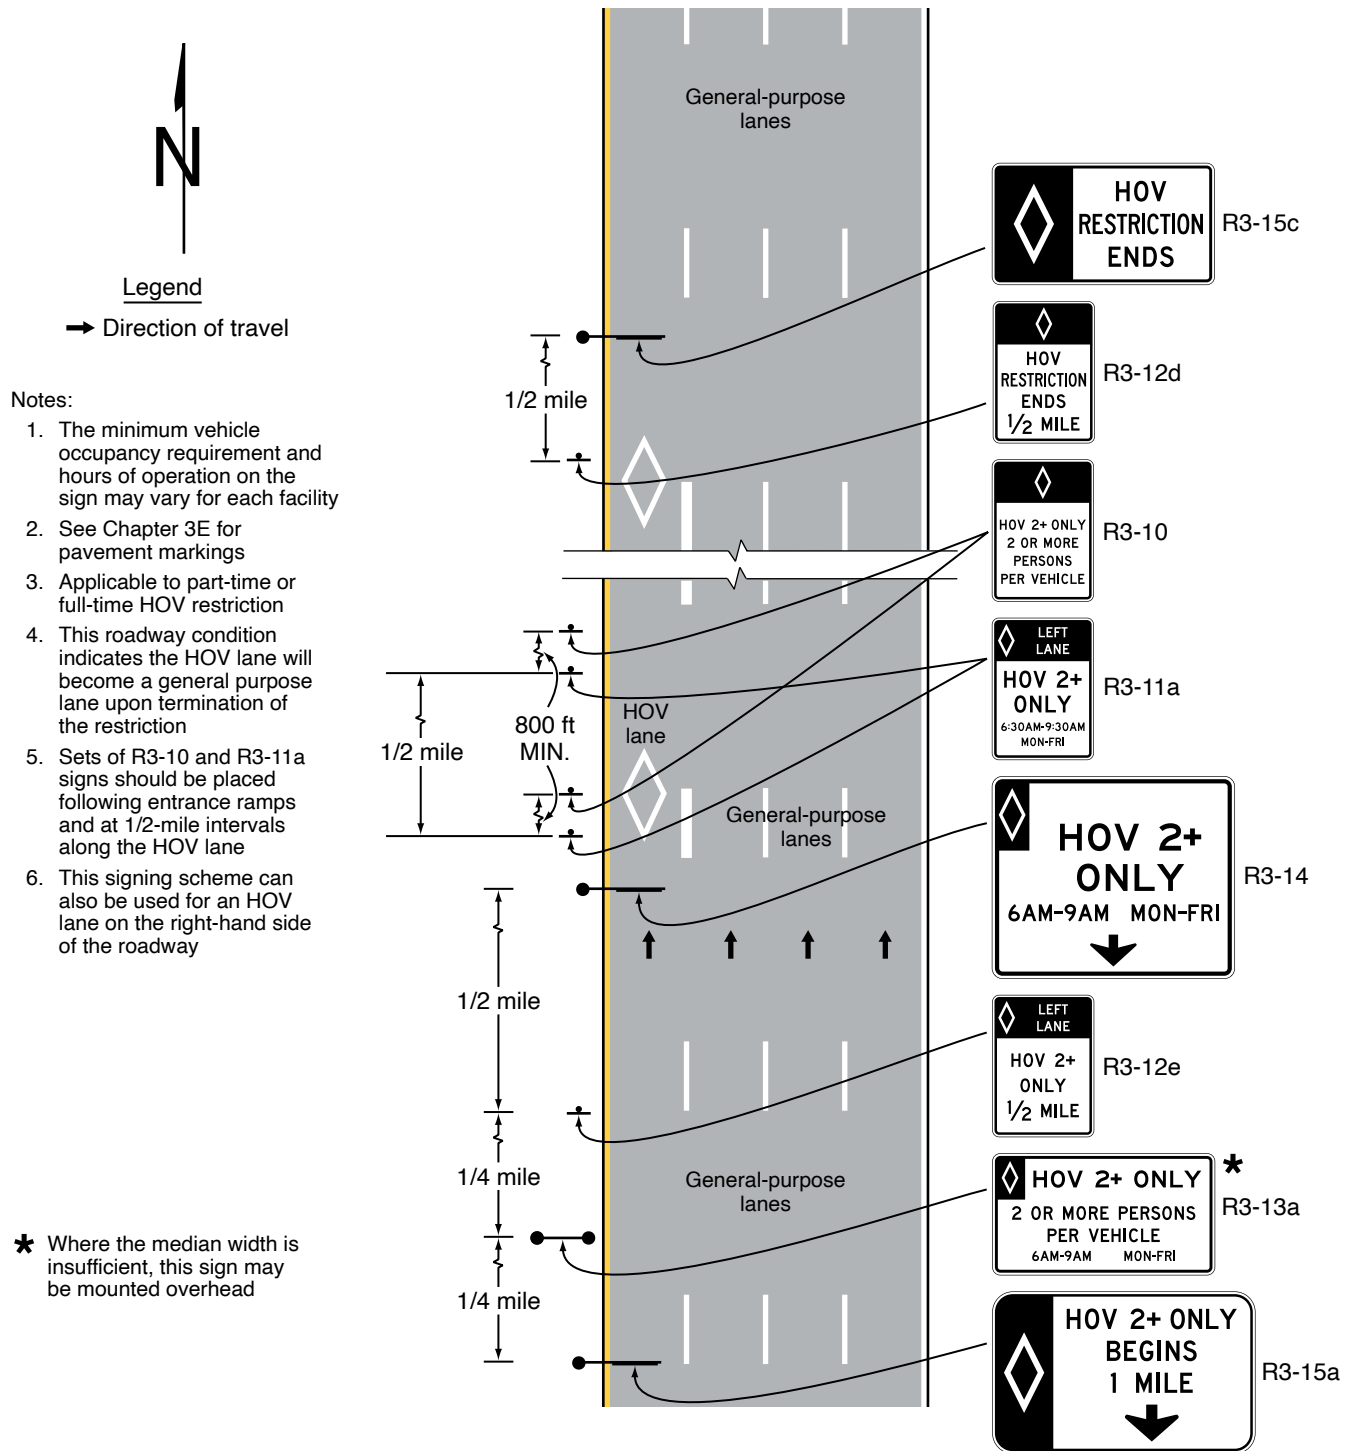 General-purpose
lanes
N
Legend
Direction of travel
Notes:
1. The minimum vehicle
occupancy requirement and
hours of operation on the
sign may vary for each facility
2. See Chapter 3E for
pavement markings
3. Applicable to part-time or
full-time HOV restriction
4. This roadway condition
indicates the HOV lane will
become a general purpose
lane upon termination of
the restriction
5. Sets of R3-10 and R3-11a
signs should be placed
following entrance ramps
and at 1/2-mile intervals
along the HOV lane
6. This signing scheme can
also be used for an HOV
lane on the right-hand side
of the roadway
* Where the median width is
insufficient, this sign may
be mounted overhead
1/2 mile
1/2 mile
800 ft
MIN.
HOV
lane
General-purpose
lanes
1/2 mile
1/4 mile
General-purpose
lanes
1/4 mile
HOV
RESTRICTION
ENDS
R3-15c
HOV
RESTRICTION
ENDS
1/2 MILE
R3-12d
HOV 2+ ONLY
2 OR MORE
PERSONS
PER VEHICLE
R3-10
LEFT
LANE
HOV 2+
ONLY
6:30AM-9:30AM
MON-FRI
R3-11a
HOV 2+
ONLY
6AM-9AM MON-FRI
R3-14
LEFT
LANE
HOV 2+
ONLY
1/2 MILE
R3-12e
HOV 2+ ONLY
2 OR MORE PERSONS
PER VEHICLE
6AM-9AM MON-FRI
*
R3-13a
HOV 2+ ONLY
BEGINS
1 MILE
R3-15a